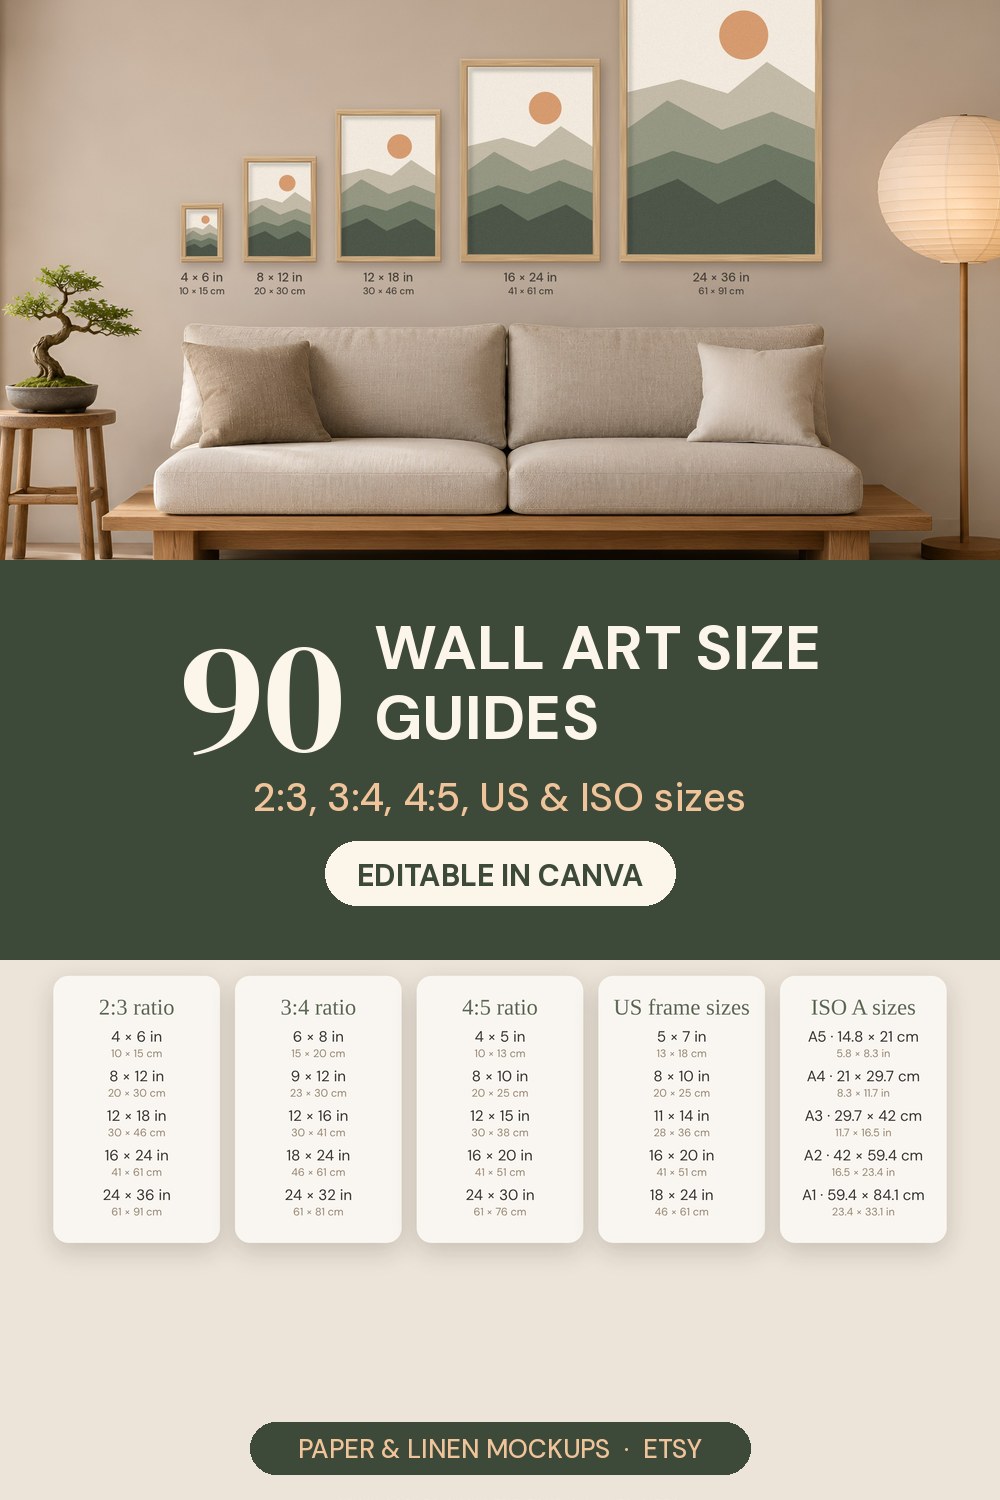 4 × 6 in
10 × 15 cm
8 × 12 in
20 × 30 cm
12 × 18 in
30 × 46 cm
16 × 24 in
41 × 61 cm
24 × 36 in
61 × 91 cm
90
WALL ART SIZE
GUIDES
2:3, 3:4, 4:5, US & ISO sizes
EDITABLE IN CANVA
2:3 ratio
4 × 6 in
10 × 15 cm
8 × 12 in
20 × 30 cm
12 × 18 in
30 × 46 cm
16 × 24 in
41 × 61 cm
24 × 36 in
61 × 91 cm
3:4 ratio
6 × 8 in
15 × 20 cm
9 × 12 in
23 × 30 cm
12 × 16 in
30 × 41 cm
18 × 24 in
46 × 61 cm
24 × 32 in
61 × 81 cm
4:5 ratio
4 × 5 in
10 × 13 cm
8 × 10 in
20 × 25 cm
12 × 15 in
30 × 38 cm
16 × 20 in
41 × 51 cm
24 × 30 in
61 × 76 cm
US frame sizes
5 × 7 in
13 × 18 cm
8 × 10 in
20 × 25 cm
11 × 14 in
28 × 36 cm
16 × 20 in
41 × 51 cm
18 × 24 in
46 × 61 cm
ISO A sizes
A5 · 14.8 × 21 cm
5.8 × 8.3 in
A4 · 21 × 29.7 cm
8.3 × 11.7 in
A3 · 29.7 × 42 cm
11.7 × 16.5 in
A2 · 42 × 59.4 cm
16.5 × 23.4 in
A1 · 59.4 × 84.1 cm
23.4 × 33.1 in
PAPER & LINEN MOCKUPS · ETSY